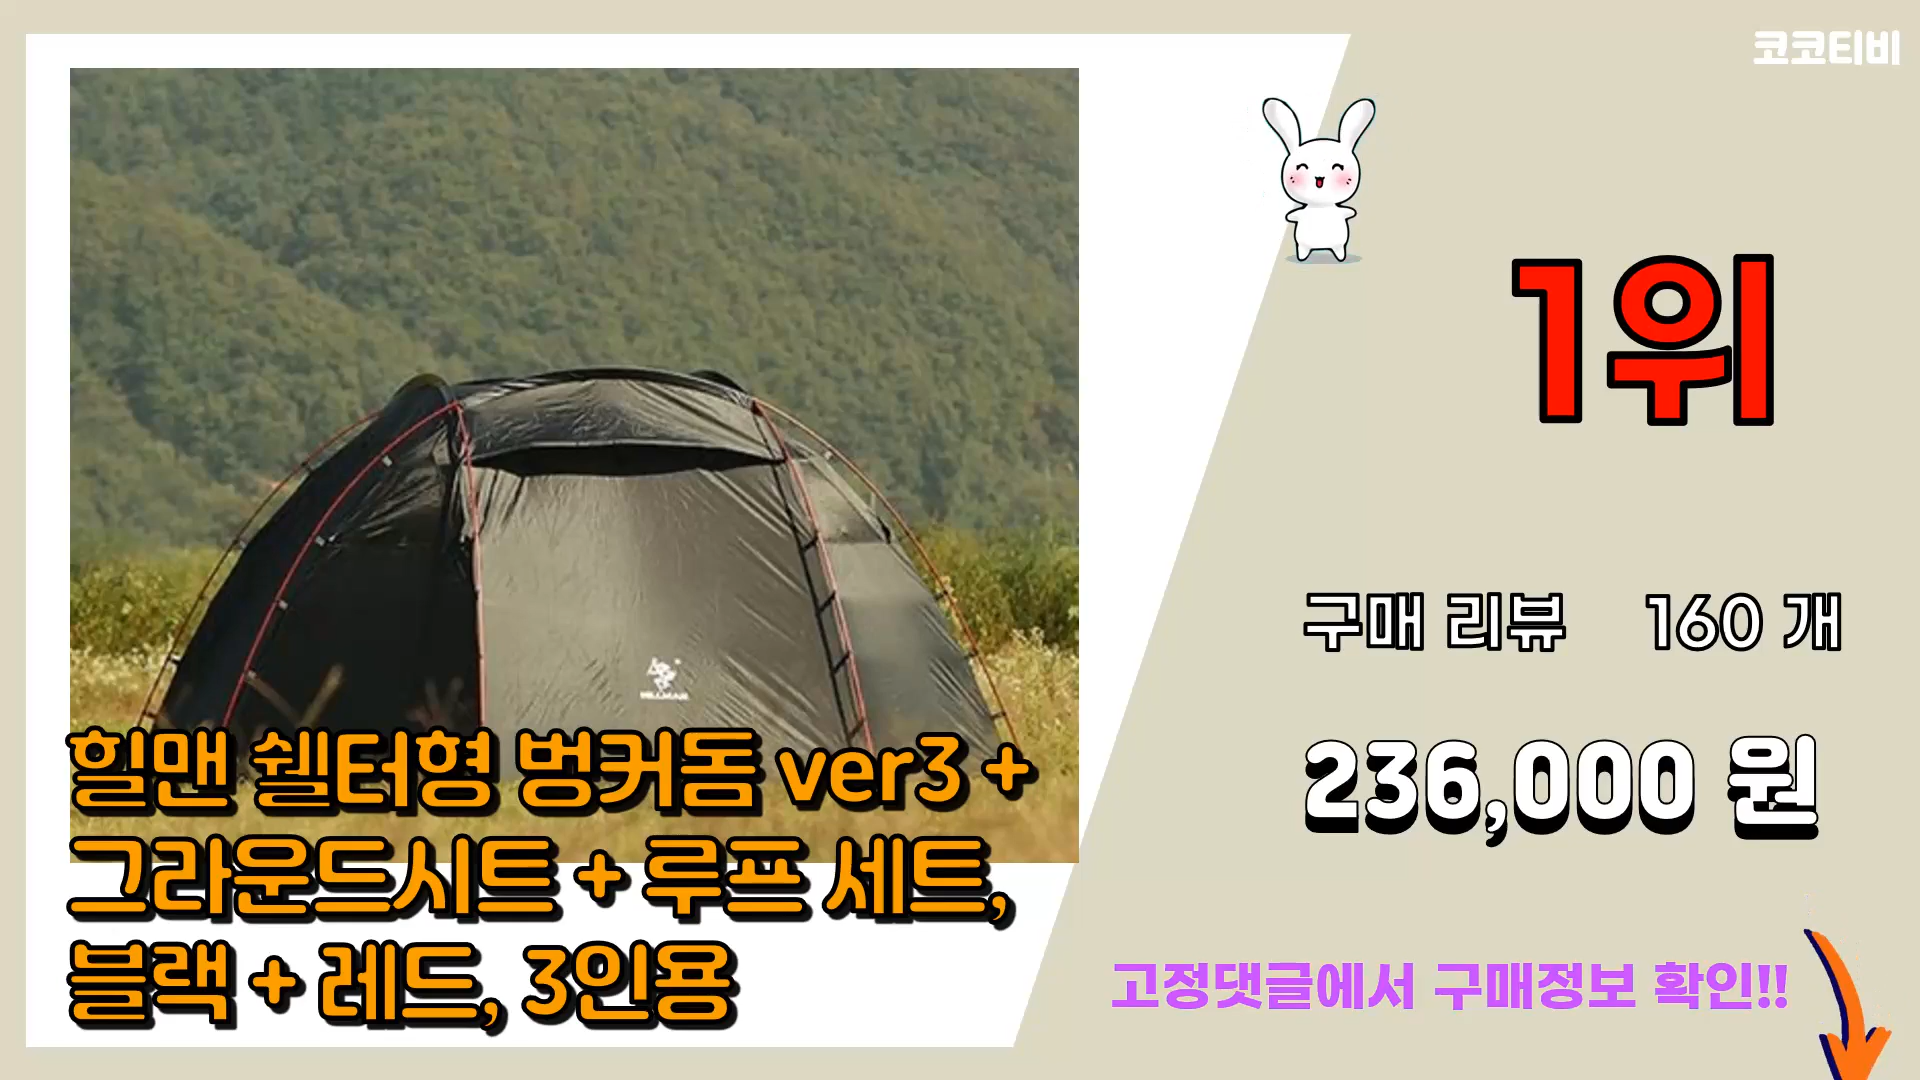 코코티비
1위
구매 리뷰 160 개
236,000 원
HILLMAN
힐맨 쉘터형 벙커돔 ver3 +
그라운드시트 + 루프 세트,
블랙 + 레드, 3인용
고정댓글에서 구매정보 확인!!